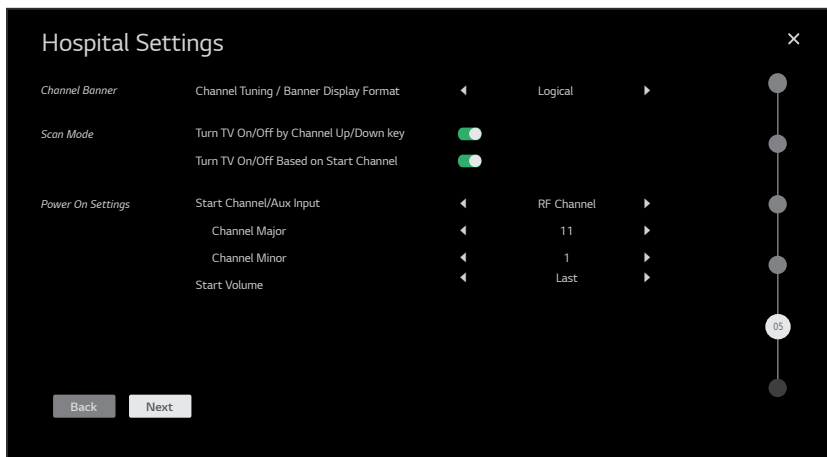 Hospital Settings
Channel Banner Channel Tuning / Banner Display Format Logical
Scan Mode Turn TV On/Off by Channel Up/Down key
Turn TV On/Off Based on Start Channel
Power On Settings Start Channel/Aux Input RF Channel
Channel Major 11
Channel Minor 1
Start Volume Last
05
Back Next